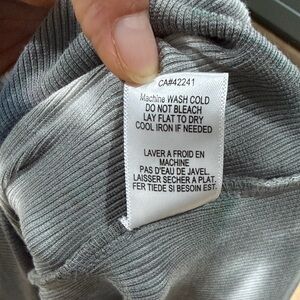 CA#42241
Machine WASH COLD
DO NOT BLEACH
LAY FLAT TO DRY
COOL IRON IF NEEDED
LAVER A FROID EN
MACHINE
PAS D'EAU DE JAVEL.
LAISSER SECHER A PLAT.
FER TIEDE SI BESOIN EST.